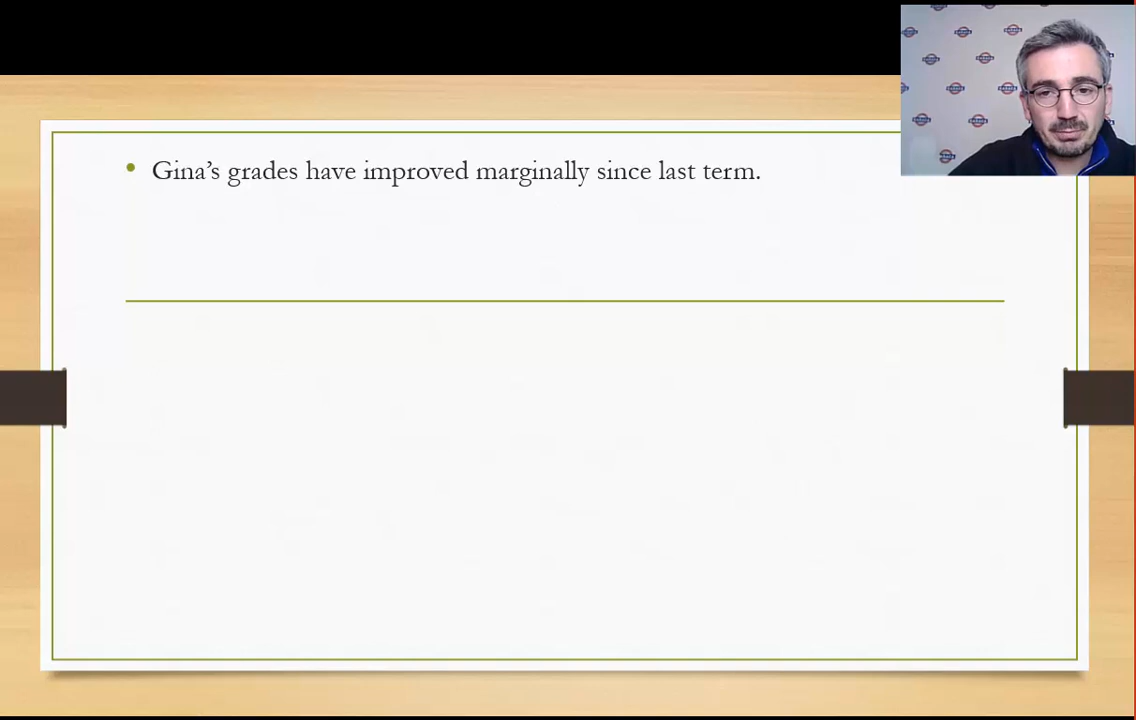 Gina’s grades have improved marginally since last term.